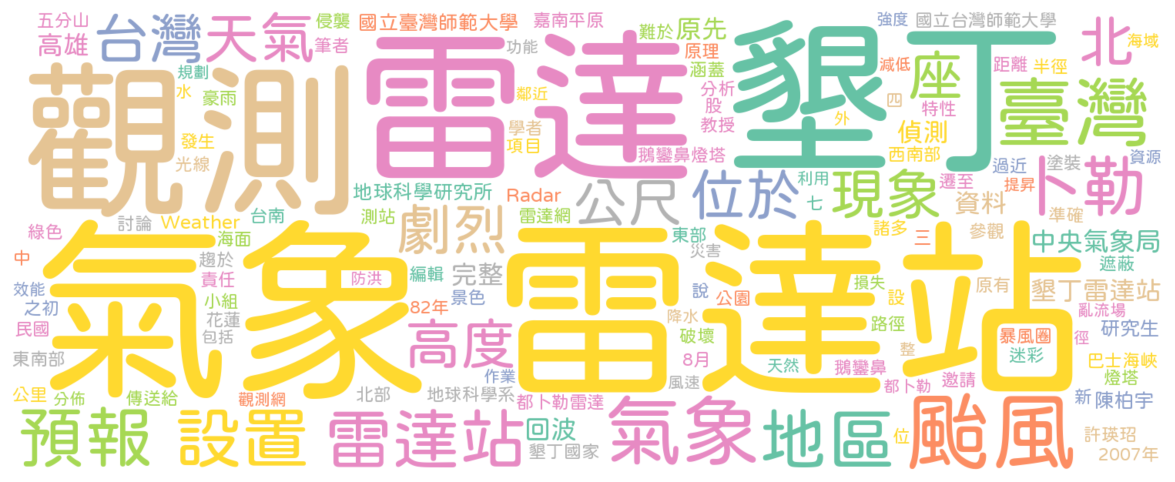 五分山
侵襲
國立臺灣師範大學
嘉南平原
難於
原先
強度
國立台灣師範大學
北
海域
高雄
台灣
天氣
筆者
功能
原理
減低
距離
半徑
規劃
觀測
雷達
涵蓋
墾丁
座
臺灣
水
豪雨
鄰近
分析
股
四
特性
發生
學者
教授
外
偵測
光線
項目
鵝鑾鼻燈塔
西南部
過近
塗裝
資源
地球科學研究所
Radar
公尺
位於
利用
現象
遷至
提昇
卜勒
討論
Weather
台南
測站
劇烈
雷達網
七
資料
準確
綠色
海面
東部
諸多
三
參觀
中央氣象局
中
氣象雷達站
趨於
責任
防洪
編輯
完整
災害
遮蔽
效能
之初
小組
82年
景色
說
公園
損失
設
原有
墾丁雷達站
民國
花蓮
高度
降水
破壞
路徑
亂流場
研究生
包括
暴風圈
徑
東南部
8月
整
迷彩
巴士海峽
作業
風速
天然
鵝鑾鼻
燈塔
公里
分佈
傳送給
觀測網
北部
地球科學系
都卜勒
邀請
新
陳柏宇
都卜勒雷達
預報
設置
雷達站
回波
氣象
地區
颱風
位
許瑛玿
墾丁國家
2007年